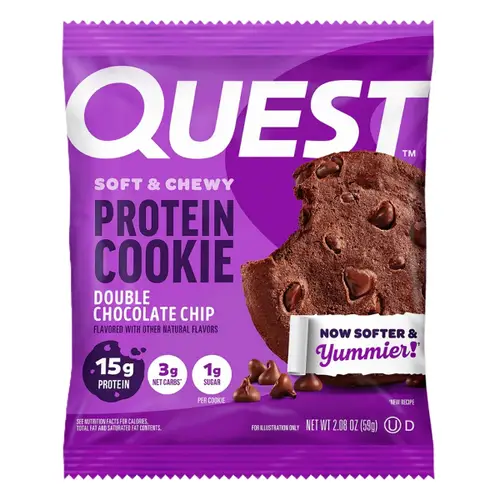 QUEST™
SOFT & CHEWY
PROTEIN
COOKIE
DOUBLE
CHOCOLATE CHIP
FLAVORED WITH OTHER NATURAL FLAVORS
NOW SOFTER &
Yummier!*
15g
PROTEIN
3g
NET CARBS*
1g
SUGAR
PER COOKIE
*NEW RECIPE
SEE NUTRITION FACTS FOR CALORIES,
TOTAL FAT AND SATURATED FAT CONTENTS.
FOR ILLUSTRATION ONLY
NET WT 2.08 OZ (59g)
U D